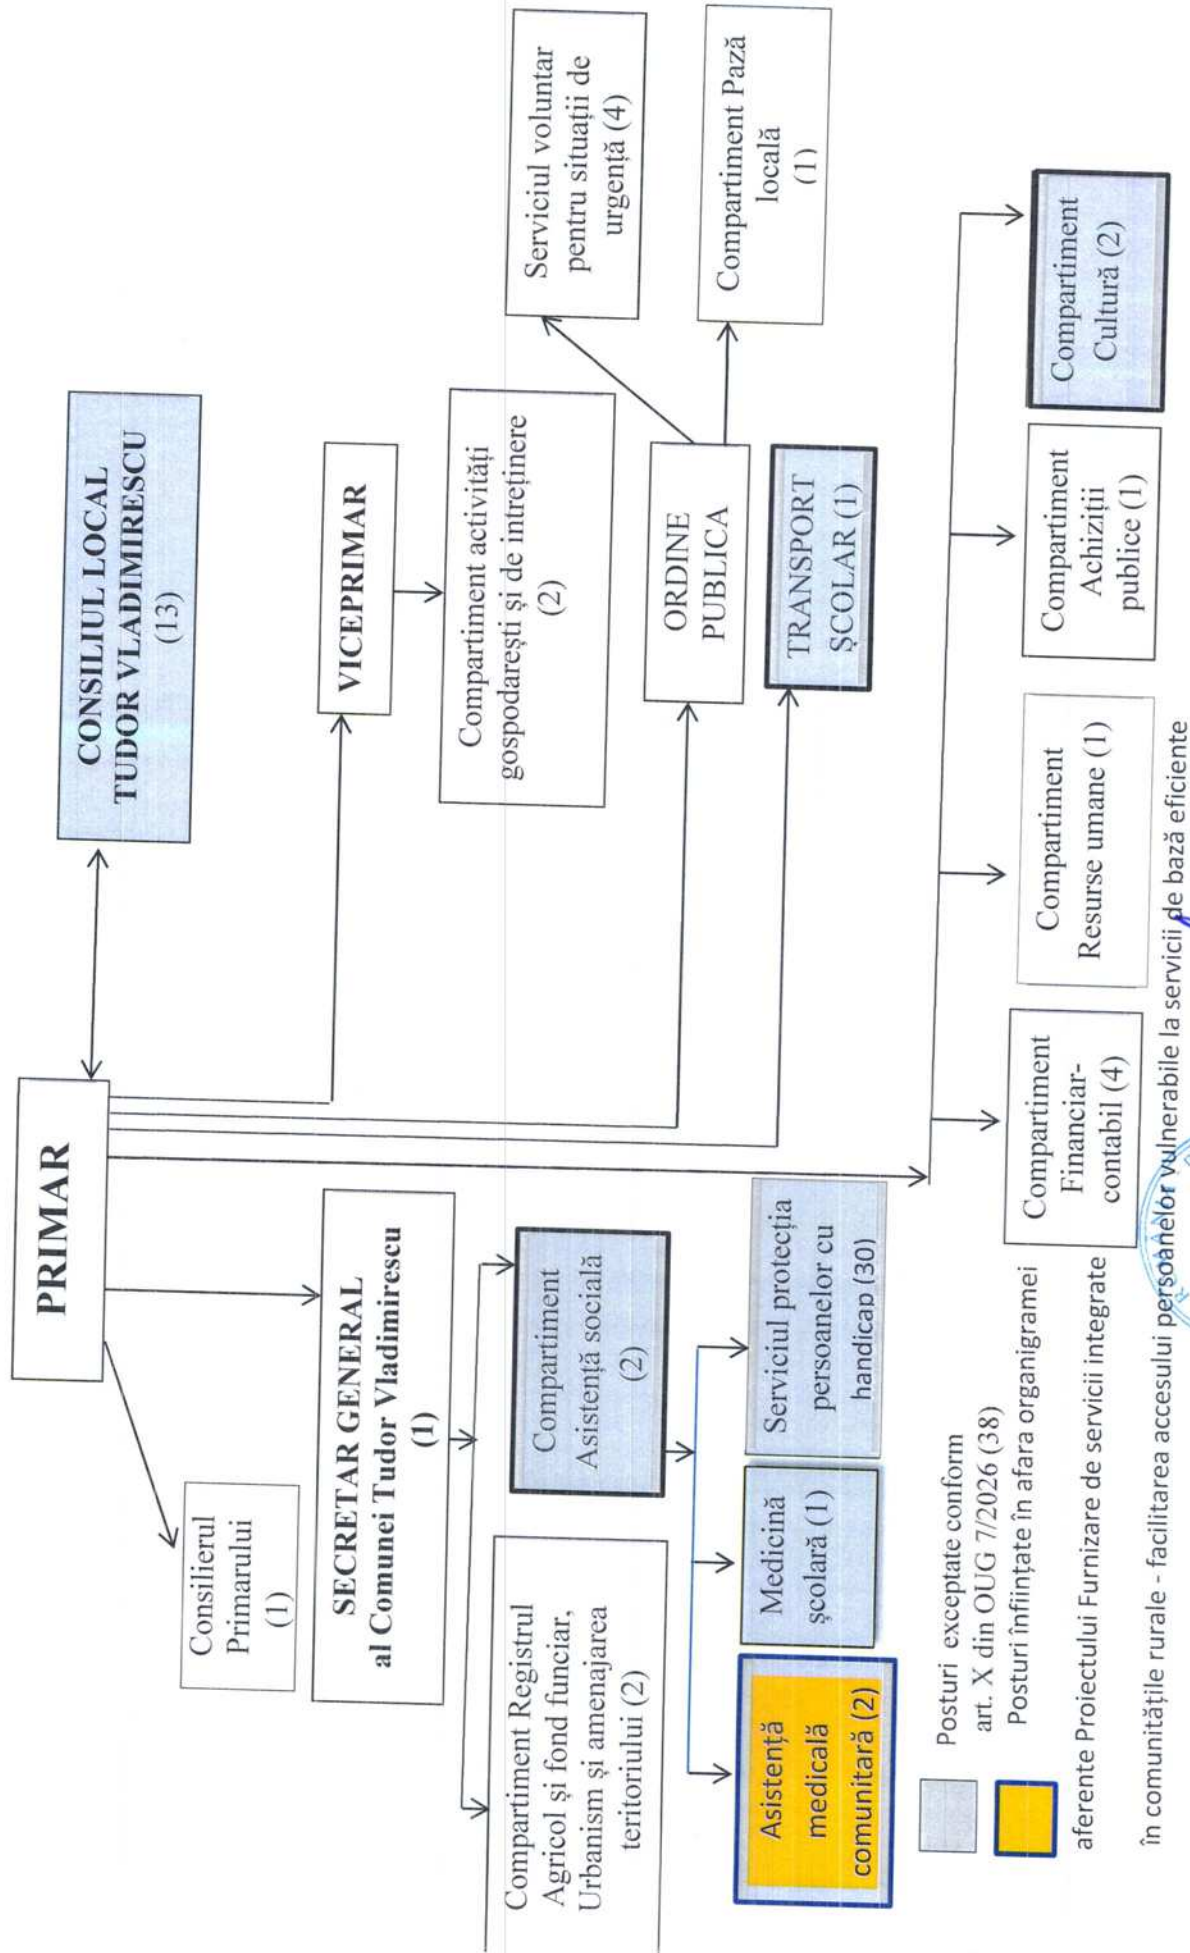 PRIMAR
CONSILIUL LOCAL
TUDOR VLADIMIRESCU
(13)
Consilierul
Primarului
(1)
SECRETAR GENERAL
al Comunei Tudor Vladimirescu
(1)
VICEPRIMAR
Compartiment activități
gospodarești și de intreținere
(2)
Serviciul voluntar
pentru situații de
urgență (4)
ORDINE
PUBLICA
Compartiment Pază
locală
(1)
TRANSPORT
ȘCOLAR (1)
Compartiment Registrul
Agricol și fond funciar,
Urbanism și amenajarea
teritoriului (2)
Compartiment
Asistență socială
(2)
Asistență
medicală
comunitară (2)
Medicină
școlară (1)
Serviciul protecția
persoanelor cu
handicap (30)
Compartiment
Financiar-
contabil (4)
Compartiment
Resurse umane (1)
Compartiment
Achiziții
publice (1)
Compartiment
Cultură (2)
Posturi exceptate conform
art. X din OUG 7/2026 (38)
Posturi înființate în afara organigramei
aferente Proiectului Furnizare de servicii integrate
în comunitățile rurale - facilitarea accesului persoanelor vulnerabile la servicii de bază eficiente